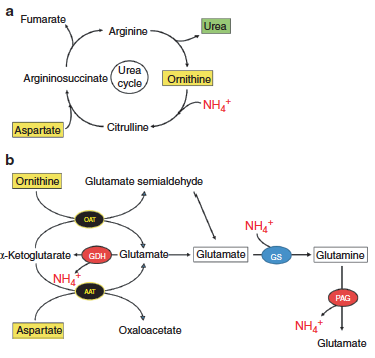 a
Fumarate
Arginine
Urea
Argininosuccinate
Urea
cycle
Ornithine
NH4+
Aspartate
Citrulline
b
Ornithine
Glutamate semialdehyde
OAT
NH4+
α-Ketoglutarate
GDH
Glutamate
Glutamate
GS
Glutamine
NH4+
AAT
PAG
NH4+
Aspartate
Oxaloacetate
Glutamate